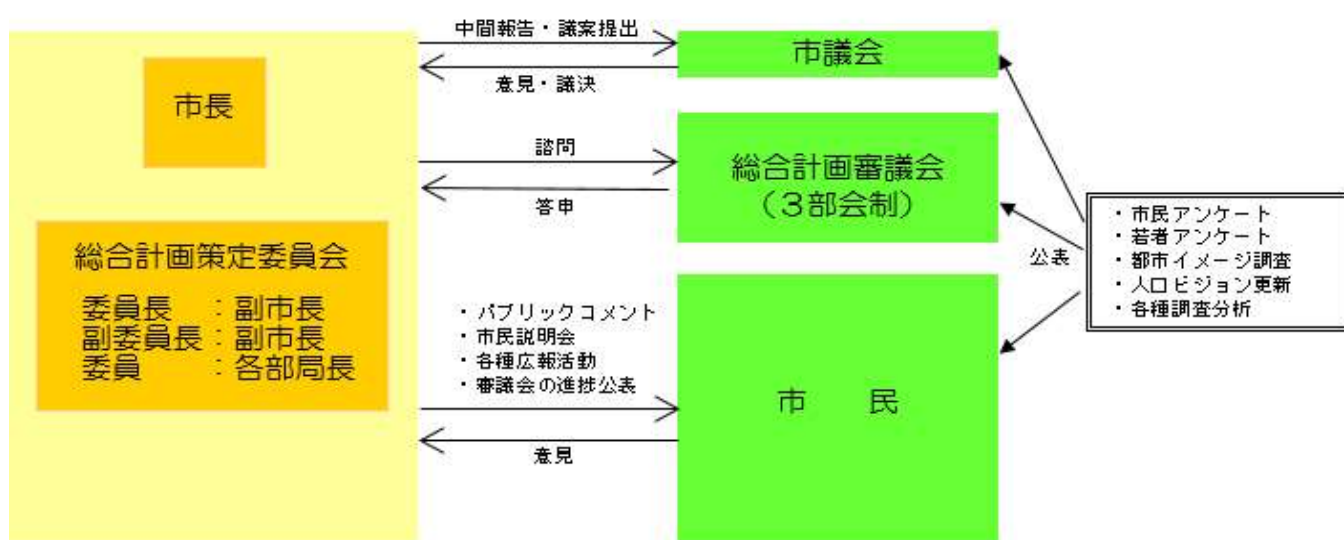 市長
総合計画策定委員会
委員長　：副市長
副委員長：副市長
委員　　：各部局長
中間報告・議案提出
意見・議決
諮問
答申
・パブリックコメント
・市民説明会
・各種広報活動
・審議会の進捗公表
意見
市議会
総合計画審議会
（３部会制）
市　民
公表
・市民アンケート
・若者アンケート
・都市イメージ調査
・人口ビジョン更新
・各種調査分析